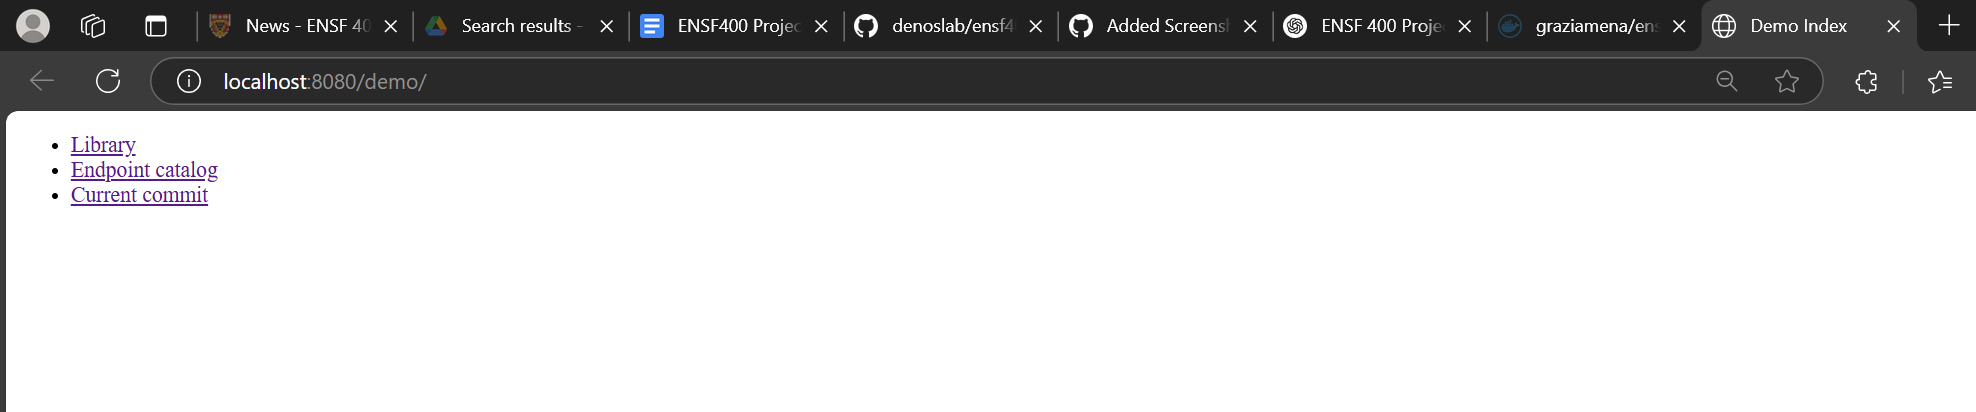 News - ENSF 40
Search results -
ENSF400 Projec
denoslab/ensf4
Added Screensh
ENSF 400 Proje
graziamena/ens
Demo Index
localhost:8080/demo/
Library
Endpoint catalog
Current commit